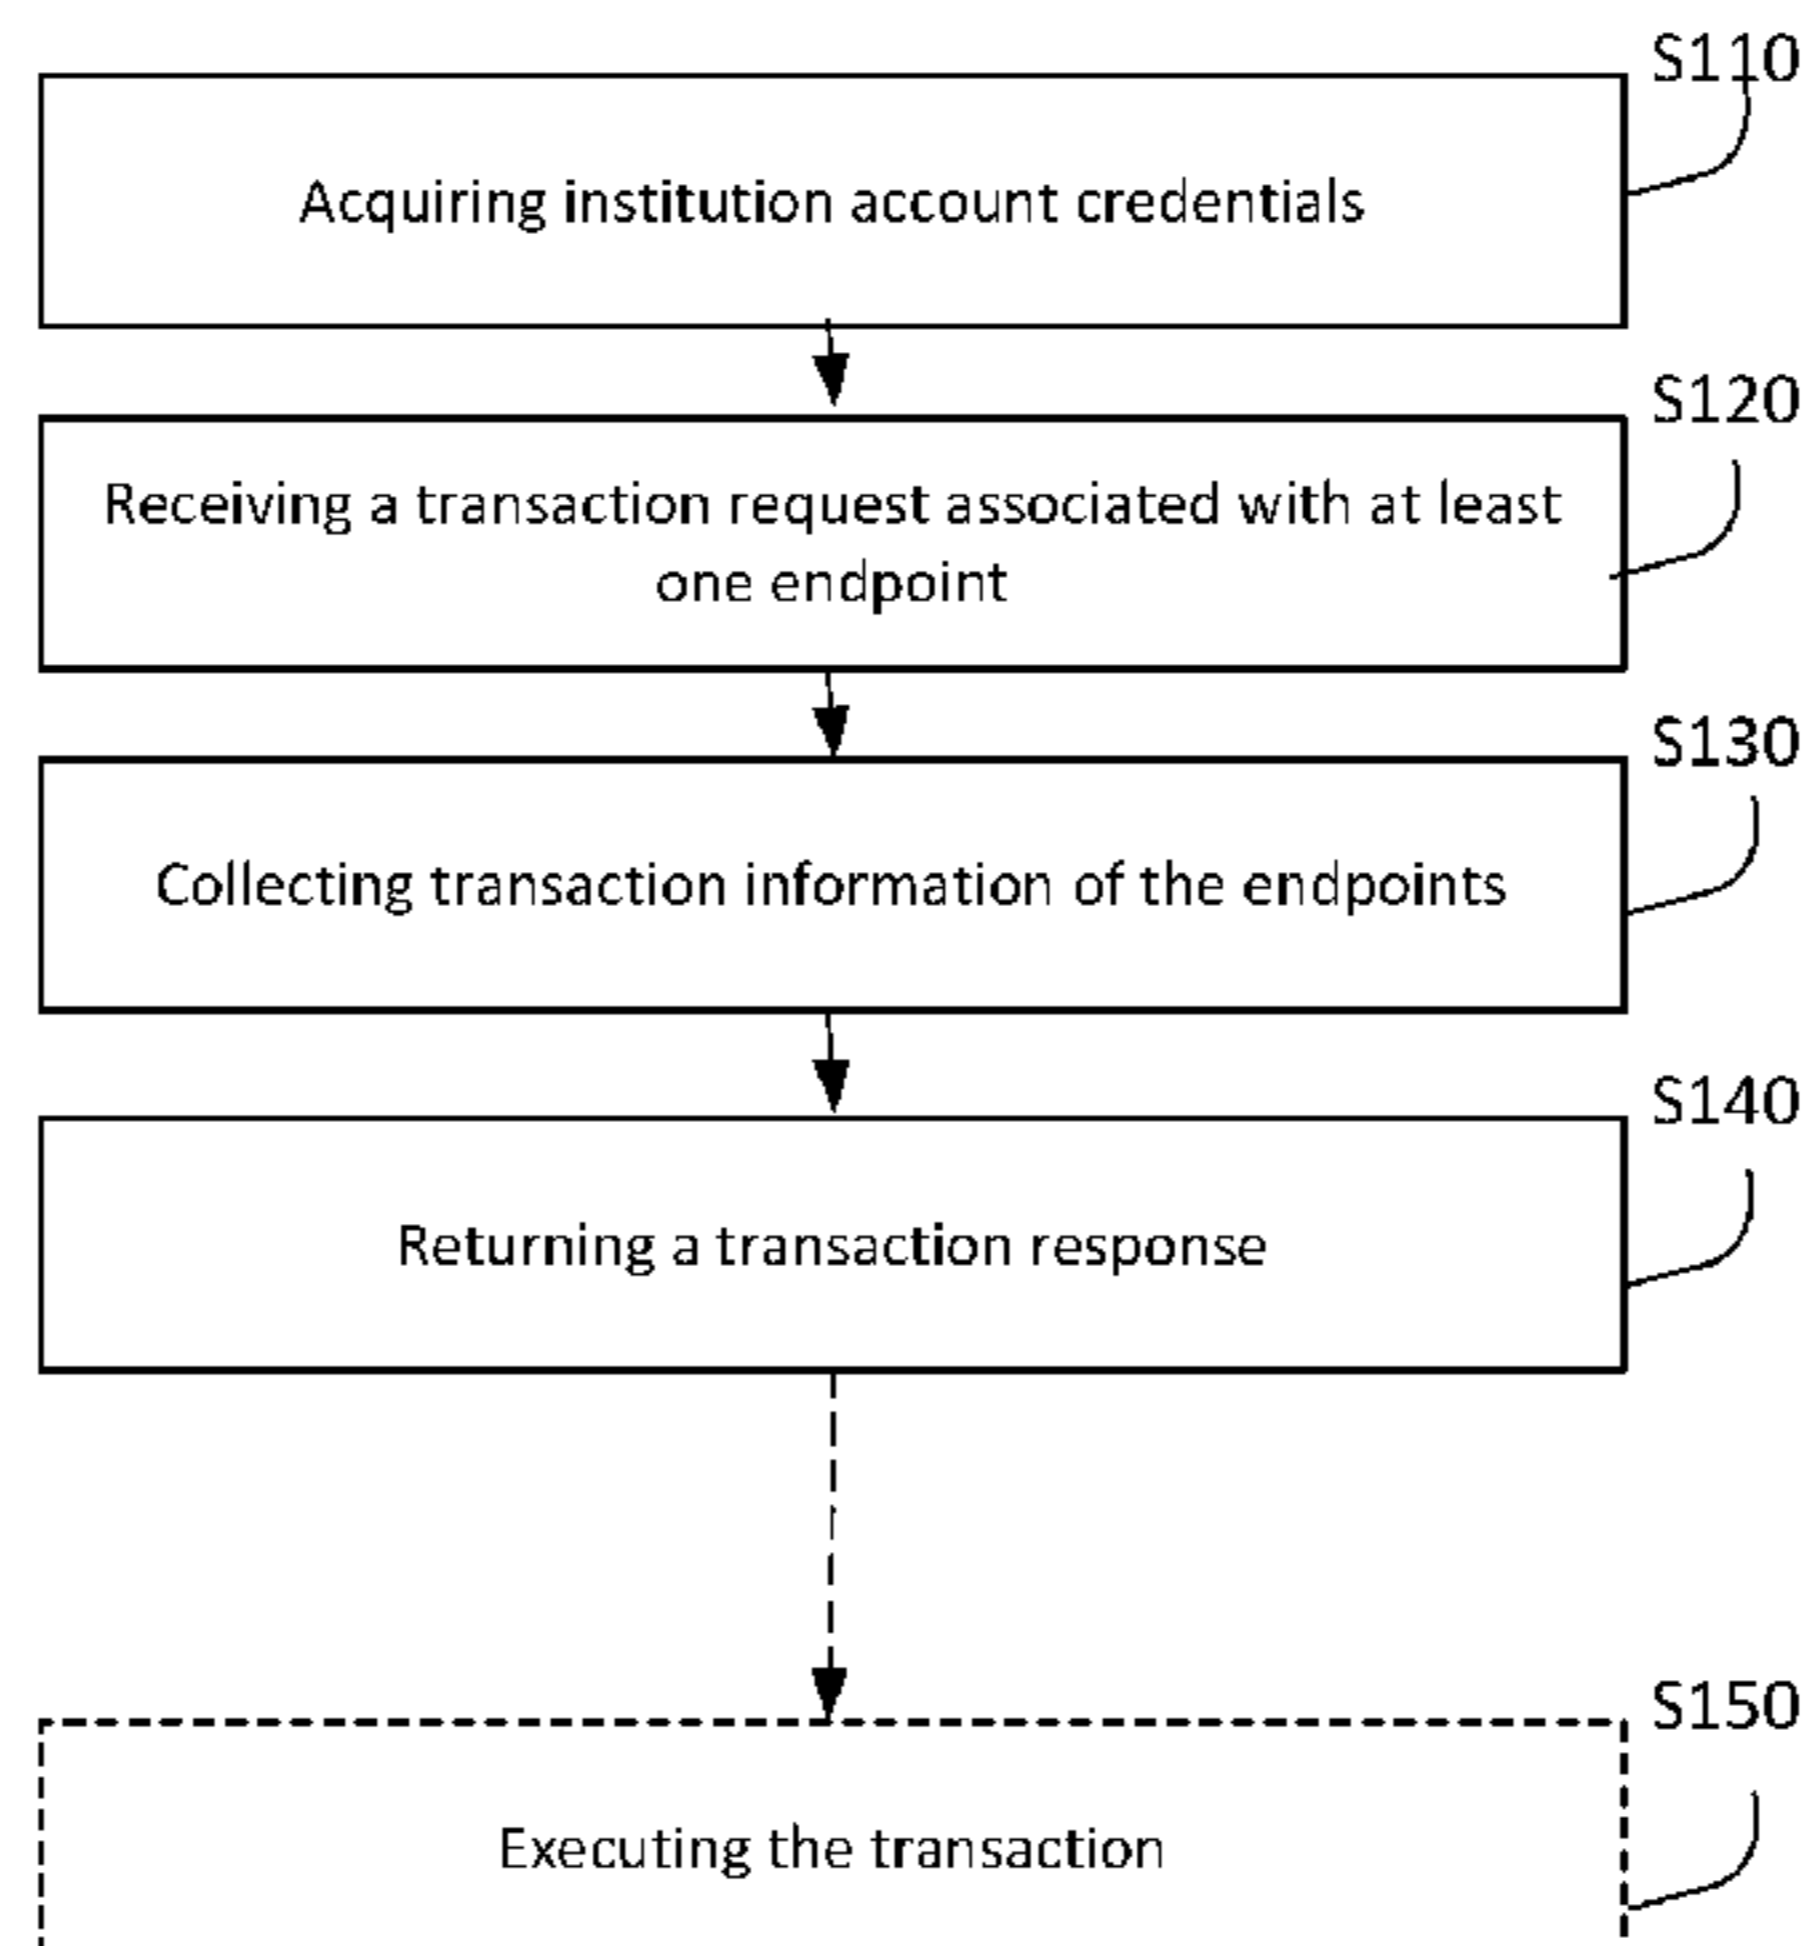 S110
Acquiring institution account credentials
S120
Receiving a transaction request associated with at least
one endpoint
S130
Collecting transaction information of the endpoints
S140
Returning a transaction response
S150
Executing the transaction